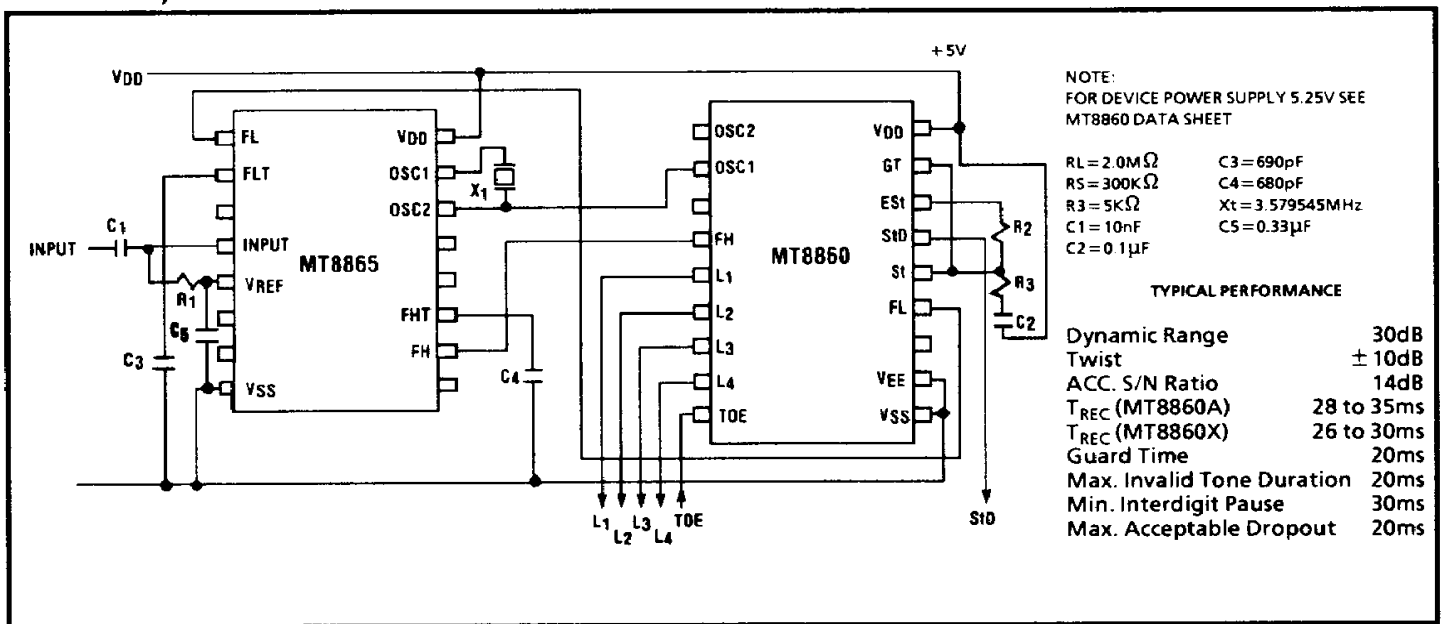 +5V
VDD
FL
FLT
INPUT
VREF
VSS
VDD
OSC1
OSC2
FHT
FH
MT8865
INPUT
C1
R1
C5
C3
X1
C4
OSC2
OSC1
FH
L1
L2
L3
L4
TOE
MT8860
VDD
GT
ESt
StD
St
FL
VEE
VSS
R2
R3
C2
L1
L2
L3
L4
TOE
StD
NOTE:
FOR DEVICE POWER SUPPLY 5.25V SEE
MT8860 DATA SHEET
RL=2.0MΩ C3=690pF
RS=300KΩ C4=680pF
R3=5KΩ Xt=3.579545MHz
C1=10nF C5=0.33µF
C2=0.1µF
TYPICAL PERFORMANCE
Dynamic Range 30dB
Twist ±10dB
ACC. S/N Ratio 14dB
TREC (MT8860A) 28 to 35ms
TREC (MT8860X) 26 to 30ms
Guard Time 20ms
Max. Invalid Tone Duration 20ms
Min. Interdigit Pause 30ms
Max. Acceptable Dropout 20ms